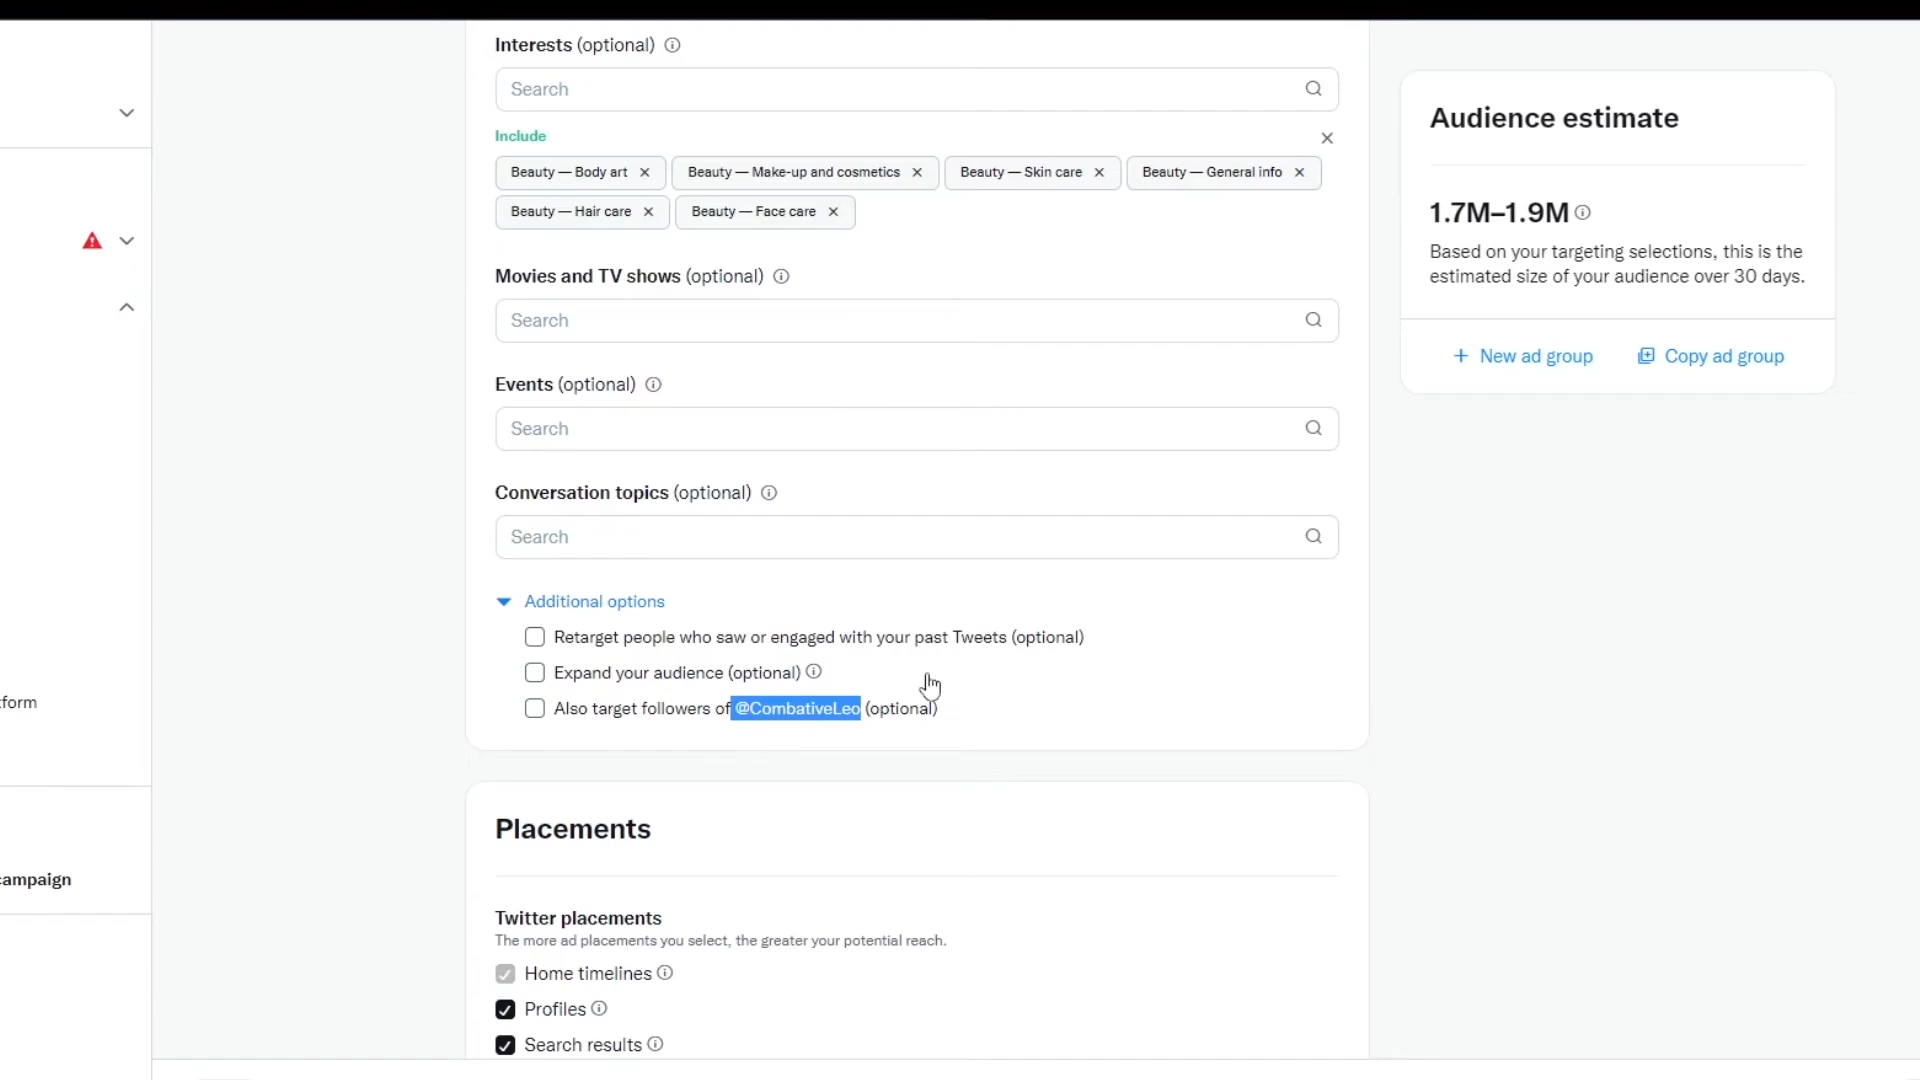 Interests (optional)
Search
Include
Beauty — Body art
Beauty — Make-up and cosmetics
Beauty — Skin care
Beauty — General info
Beauty — Hair care
Beauty — Face care
Movies and TV shows (optional)
Search
Events (optional)
Search
Conversation topics (optional)
Search
Additional options
Retarget people who saw or engaged with your past Tweets (optional)
Expand your audience (optional)
Also target followers of @CombativeLeo (optional)
Placements
Twitter placements
The more ad placements you select, the greater your potential reach.
Home timelines
Profiles
Search results
Audience estimate
1.7M–1.9M
Based on your targeting selections, this is the
estimated size of your audience over 30 days.
+ New ad group
Copy ad group